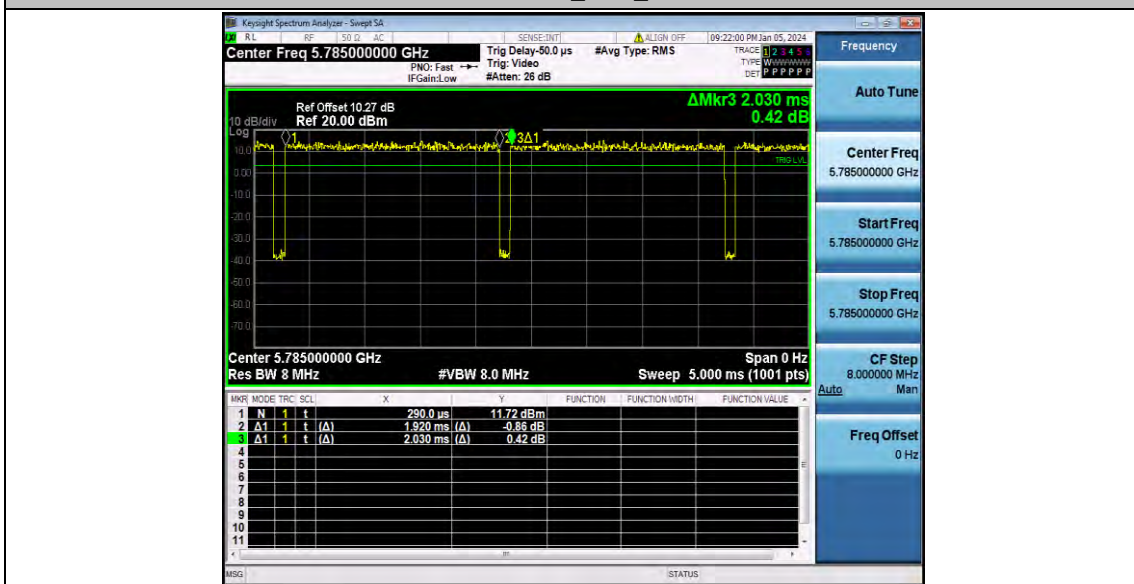 Keysight Spectrum Analyzer - Swept SA
RL RF 50 Ω AC SENSE:INT ALIGN OFF 09:22:00 PM Jan 05, 2024
Center Freq 5.785000000 GHz
PNO: Fast
IFGain:Low
Trig Delay-50.0 µs
Trig: Video
#Atten: 26 dB
#Avg Type: RMS
TRACE 1 2 3 4 5 6
TYPE
DET P P P P P P
Ref Offset 10.27 dB
Ref 20.00 dBm
10 dB/div
Log
ΔMkr3 2.030 ms
0.42 dB
1
3Δ1
TRIG LVL
10.0
0.00
-10.0
-20.0
-30.0
-40.0
-50.0
-60.0
-70.0
Center 5.785000000 GHz Span 0 Hz
Res BW 8 MHz #VBW 8.0 MHz Sweep 5.000 ms (1001 pts)
MKR MODE TRC SCL X Y FUNCTION FUNCTION WIDTH FUNCTION VALUE
1 N 1 t 290.0 µs 11.72 dBm
2 Δ1 1 t (Δ) 1.920 ms (Δ) -0.86 dB
3 Δ1 1 t (Δ) 2.030 ms (Δ) 0.42 dB
4
5
6
7
8
9
10
11
MSG STATUS
Frequency
Auto Tune
Center Freq
5.785000000 GHz
Start Freq
5.785000000 GHz
Stop Freq
5.785000000 GHz
CF Step
8.000000 MHz
Auto Man
Freq Offset
0 Hz